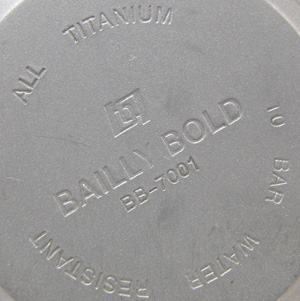 ALL TITANIUM
10 BAR
WATER RESISTANT
BAILLY BOLD
BB-7001